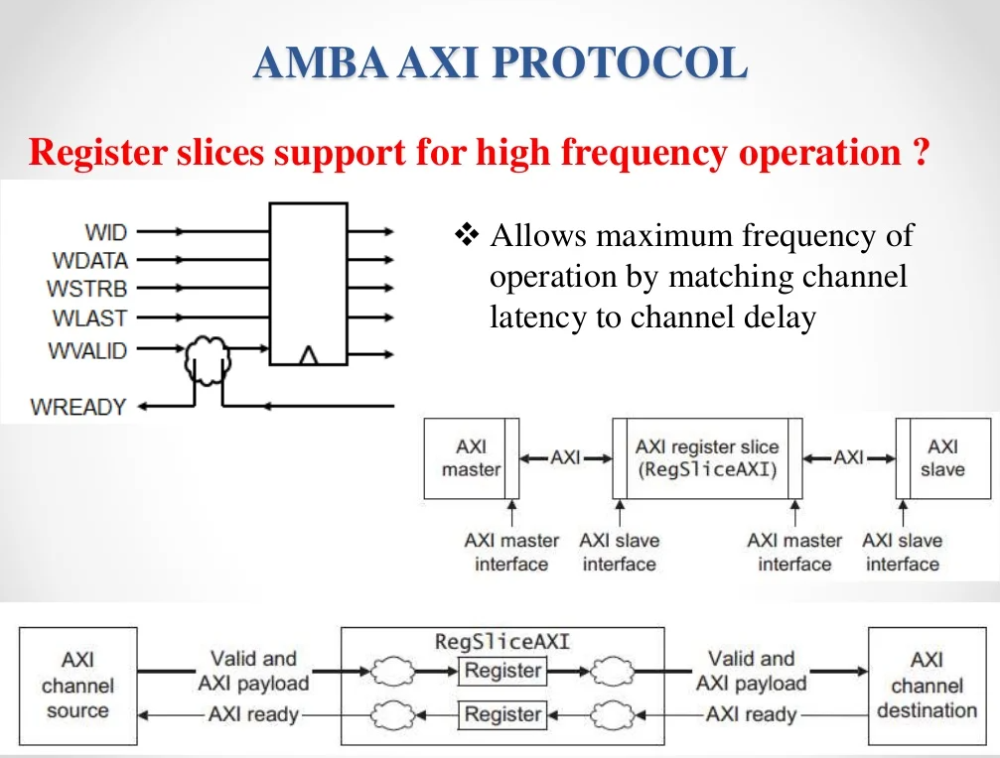 AMBA AXI PROTOCOL
Register slices support for high frequency operation ?
WID
WDATA
WSTRB
WLAST
WVALID
WREADY
❖ Allows maximum frequency of
operation by matching channel
latency to channel delay
AXI
master
AXI
AXI register slice
(RegSliceAXI)
AXI
AXI
slave
AXI master
interface
AXI slave
interface
AXI master
interface
AXI slave
interface
AXI
channel
source
Valid and
AXI payload
AXI ready
RegSliceAXI
Register
Register
Valid and
AXI payload
AXI ready
AXI
channel
destination